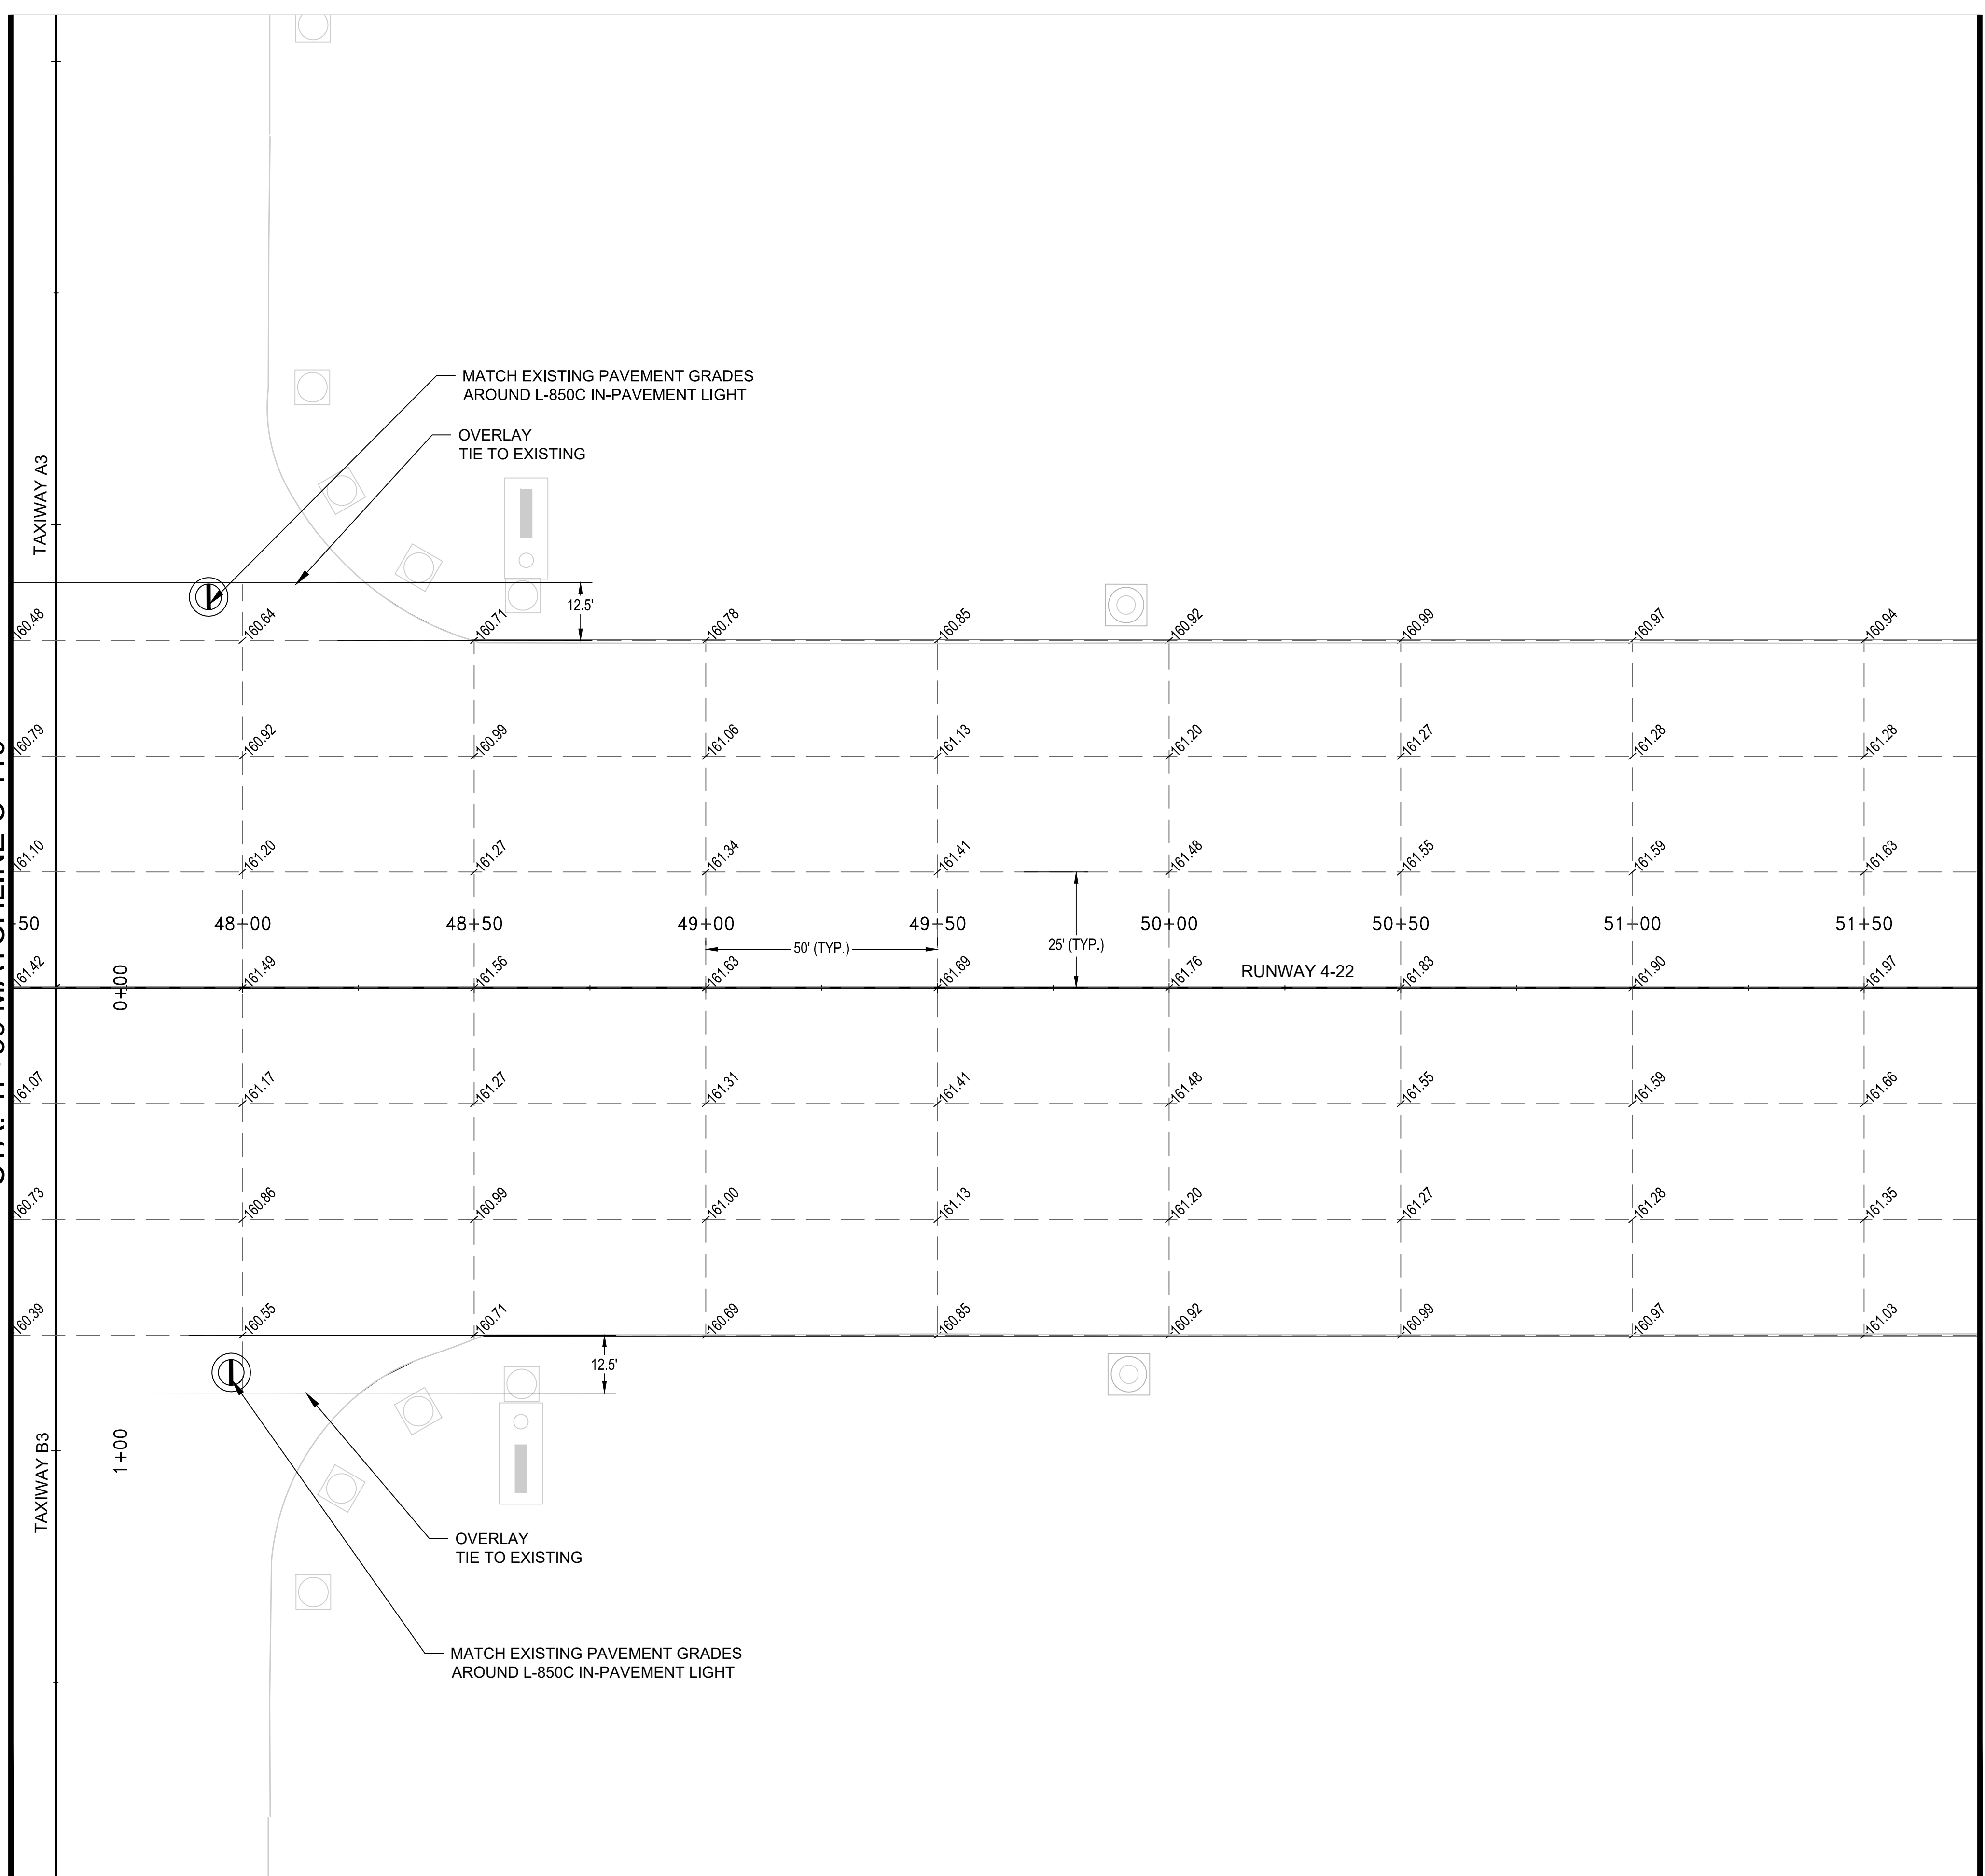 MATCH EXISTING PAVEMENT GRADES
AROUND L-850C IN-PAVEMENT LIGHT
OVERLAY
TIE TO EXISTING
TAXIWAY A3
12.5'
160.48 160.64 160.71 160.78 160.85 160.92 160.99 160.97 160.94
160.79 160.92 160.99 161.06 161.13 161.20 161.27 161.28 161.28
161.10 161.20 161.27 161.34 161.41 161.48 161.55 161.59 161.63
48+00 48+50 49+00 49+50 50+00 50+50 51+00 51+50
50' (TYP.) 25' (TYP.)
RUNWAY 4-22
161.42 161.49 161.56 161.63 161.69 161.76 161.83 161.90 161.97
0+00
161.07 161.17 161.27 161.31 161.41 161.48 161.55 161.59 161.66
160.73 160.86 160.99 161.00 161.13 161.20 161.27 161.28 161.35
160.39 160.55 160.71 160.69 160.85 160.92 160.99 160.97 161.03
12.5'
1+00
TAXIWAY B3
OVERLAY
TIE TO EXISTING
MATCH EXISTING PAVEMENT GRADES
AROUND L-850C IN-PAVEMENT LIGHT